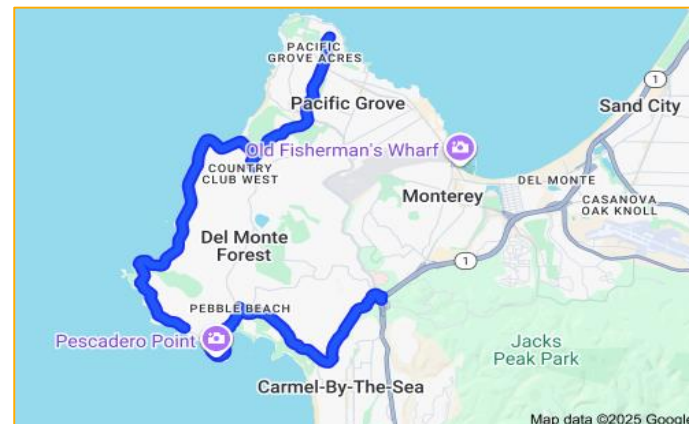 PACIFIC
GROVE ACRES
Pacific Grove
1
Sand City
Old Fisherman's Wharf
COUNTRY
CLUB WEST
DEL MONTE
Monterey
CASANOVA
OAK KNOLL
Del Monte
Forest
1
PEBBLE BEACH
Pescadero Point
Jacks
Peak Park
Carmel-By-The-Sea
Map data ©2025 Google